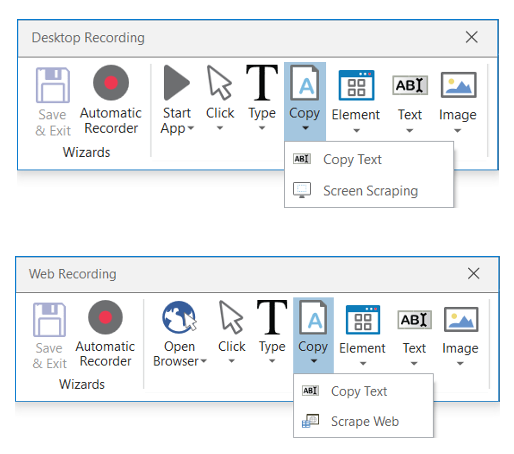 Desktop Recording
Save & Exit
Automatic Recorder
Start App
Click
Type
Copy
Element
Text
Image
Wizards
Copy Text
Screen Scraping
Web Recording
Save & Exit
Automatic Recorder
Open Browser
Click
Type
Copy
Element
Text
Image
Wizards
Copy Text
Scrape Web